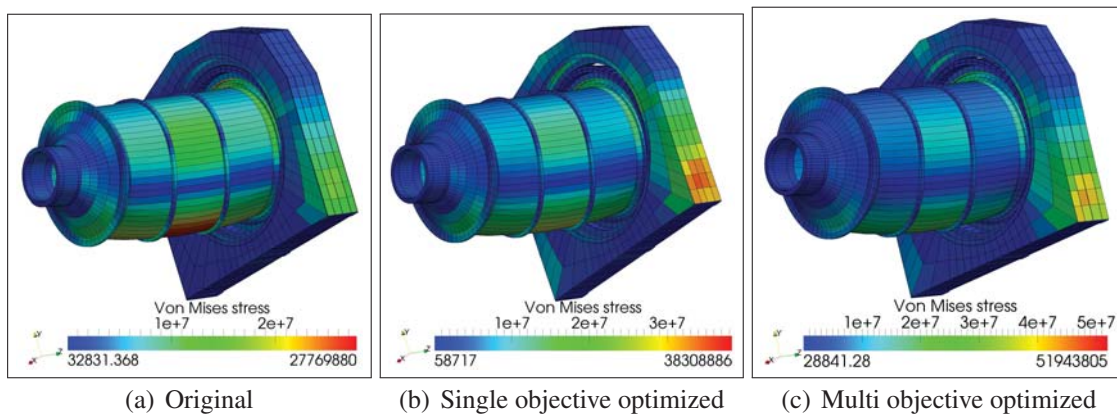 Von Mises stress
1e+7 2e+7
32831.368 27769880
Y
X Z
(a) Original
Von Mises stress
1e+7 2e+7 3e+7
58717 38308886
Y
X Z
(b) Single objective optimized
Von Mises stress
1e+7 2e+7 3e+7 4e+7 5e+7
28841.28 51943805
Y
X Z
(c) Multi objective optimized